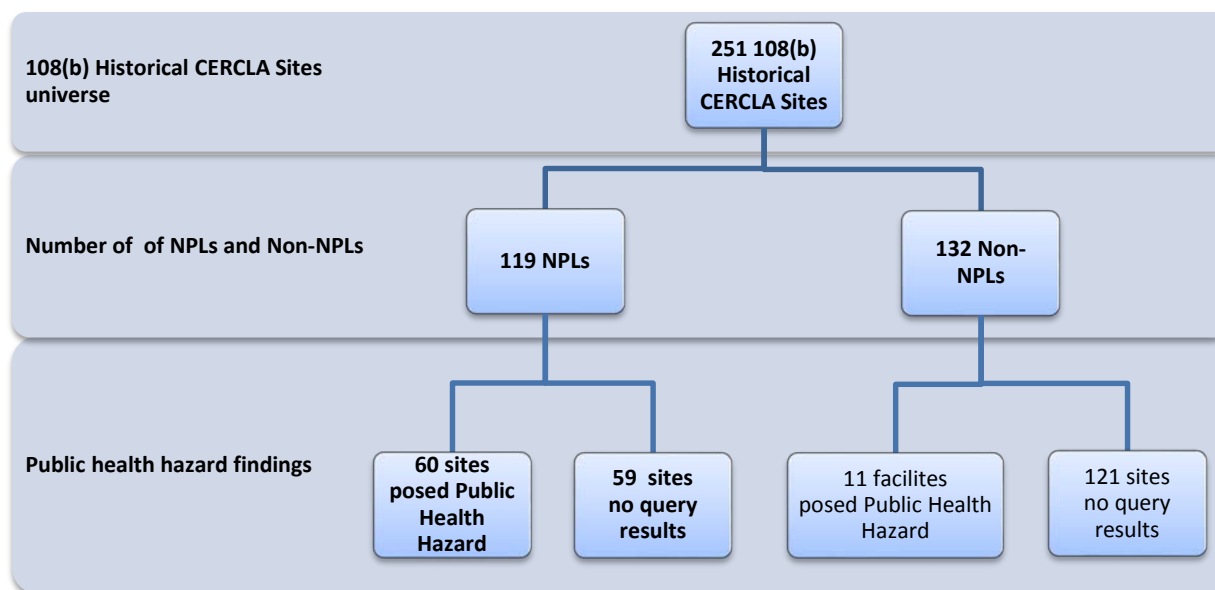 108(b) Historical CERCLA Sites
universe
251 108(b)
Historical
CERCLA Sites
Number of of NPLs and Non-NPLs
119 NPLs
132 Non-
NPLs
Public health hazard findings
60 sites
posed Public
Health
Hazard
59 sites
no query
results
11 facilites
posed Public Health
Hazard
121 sites
no query
results